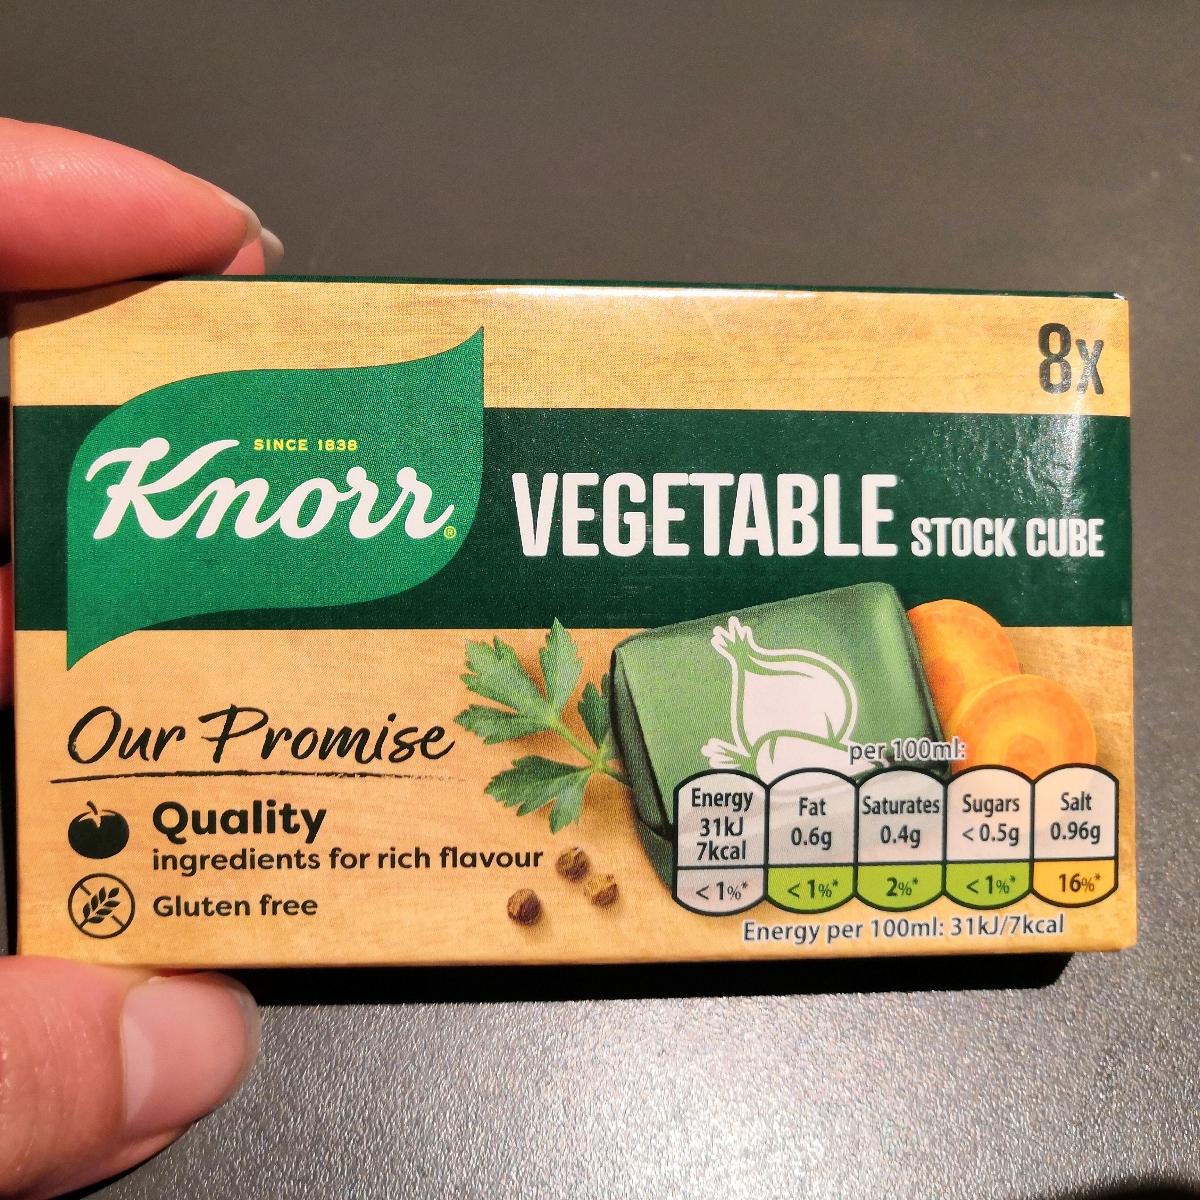 8x
SINCE 1838
Knorr®
VEGETABLE STOCK CUBE
Our Promise
Quality
ingredients for rich flavour
Gluten free
per 100ml:
Energy
31kJ
7kcal
< 1%*
Fat
0.6g
< 1%*
Saturates
0.4g
2%*
Sugars
< 0.5g
< 1%*
Salt
0.96g
16%*
Energy per 100ml: 31kJ/7kcal